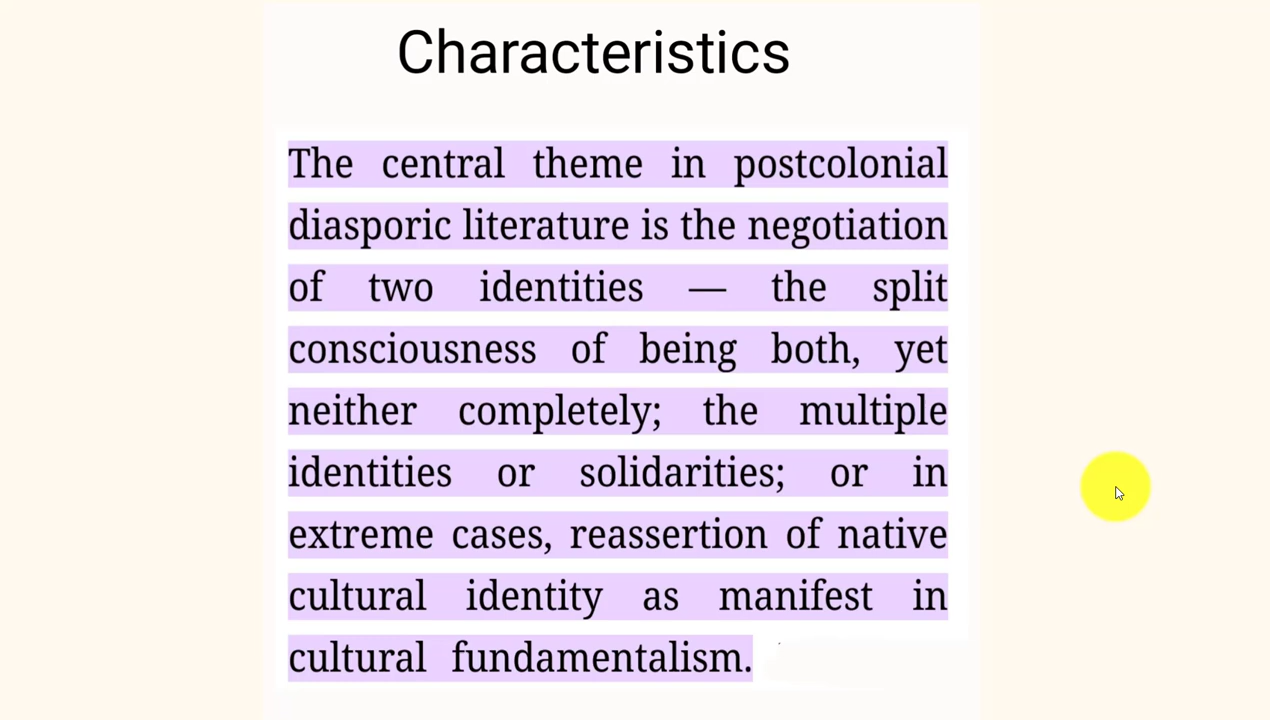 Characteristics
The central theme in postcolonial
diasporic literature is the negotiation
of two identities — the split
consciousness of being both, yet
neither completely; the multiple
identities or solidarities; or in
extreme cases, reassertion of native
cultural identity as manifest in
cultural fundamentalism.